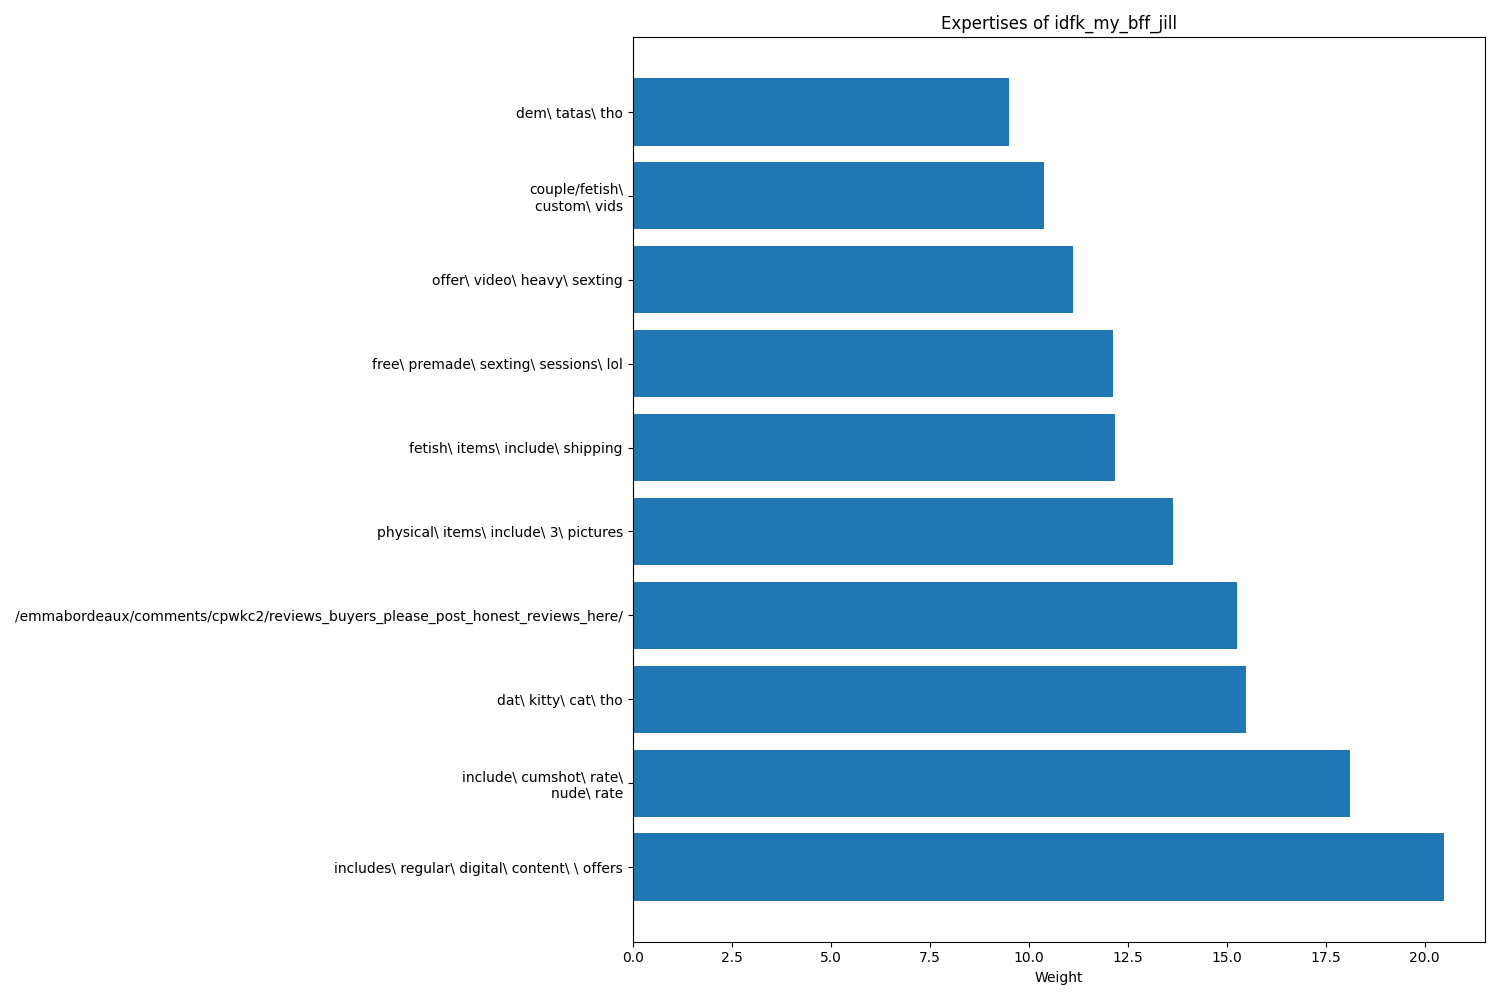 Expertises of idfk_my_bff_jill
dem\ tatas\ tho
couple/fetish\
custom\ vids
offer\ video\ heavy\ sexting
free\ premade\ sexting\ sessions\ lol
fetish\ items\ include\ shipping
physical\ items\ include\ 3\ pictures
/emmabordeaux/comments/cpwkc2/reviews_buyers_please_post_honest_reviews_here/
dat\ kitty\ cat\ tho
include\ cumshot\ rate\
nude\ rate
includes\ regular\ digital\ content\ \ offers
0.0 2.5 5.0 7.5 10.0 12.5 15.0 17.5 20.0
Weight